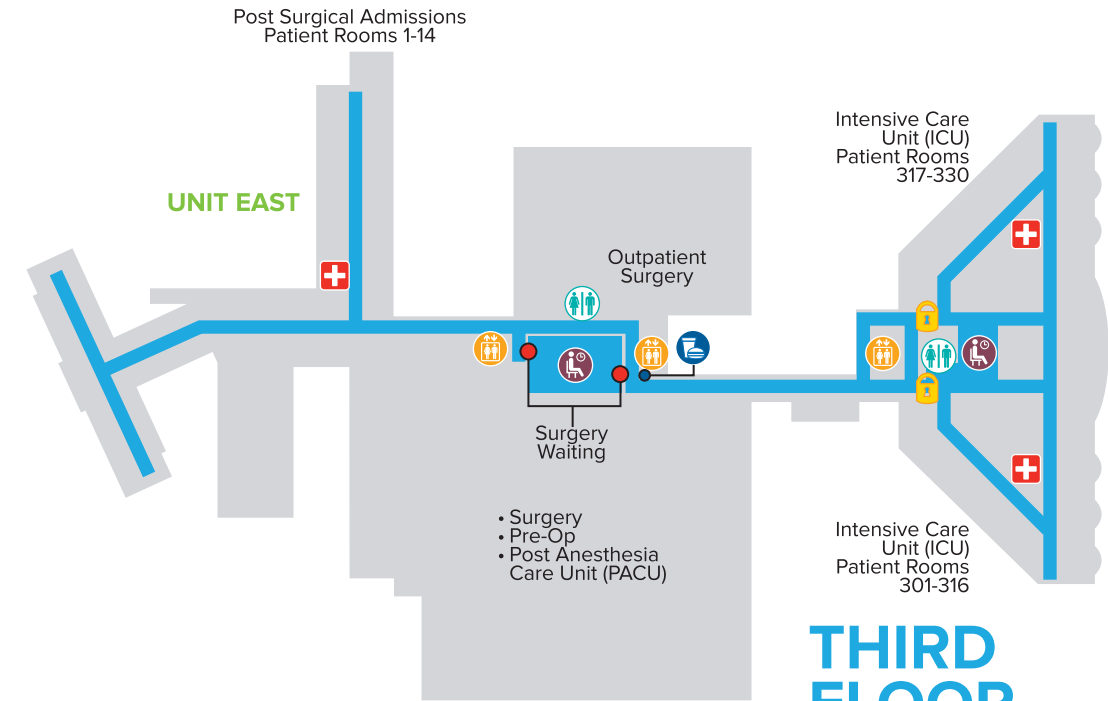 Post Surgical Admissions
Patient Rooms 1-14
Intensive Care
Unit (ICU)
Patient Rooms
317-330
UNIT EAST
Outpatient
Surgery
Surgery
Waiting
• Surgery
• Pre-Op
• Post Anesthesia
Care Unit (PACU)
Intensive Care
Unit (ICU)
Patient Rooms
301-316
THIRD
FLOOR